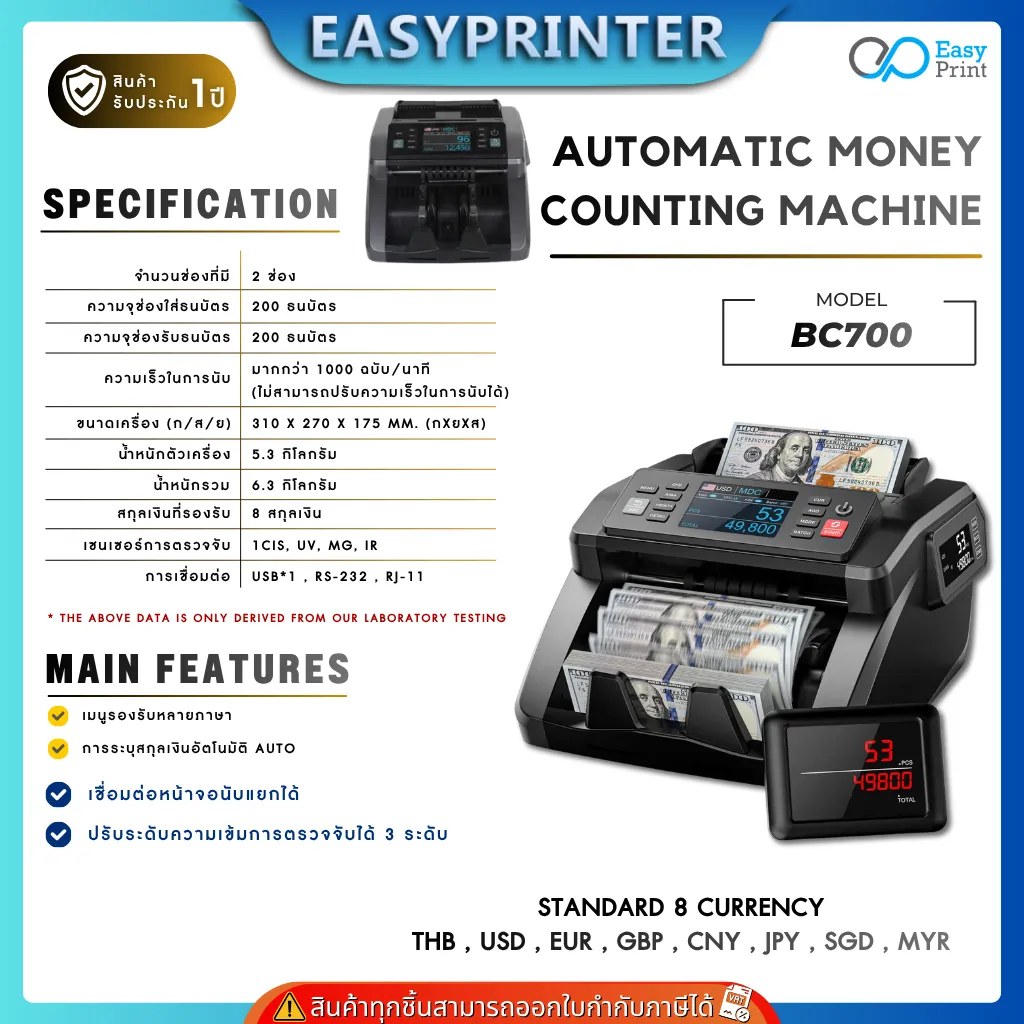 EASYPRINTER
Easy
Print
สินค้า
รับประกัน 1 ปี
AUTOMATIC MONEY
COUNTING MACHINE
SPECIFICATION
MODEL
BC700
จำนวนช่องที่มี 2 ช่อง
ความจุช่องใส่ธนบัตร 200 ธนบัตร
ความจุช่องรับธนบัตร 200 ธนบัตร
ความเร็วในการนับ มากกว่า 1000 ฉบับ/นาที
(ไม่สามารถปรับความเร็วในการนับได้)
ขนาดเครื่อง (ก/ส/ย) 310 X 270 X 175 MM. (กXยXส)
น้ำหนักตัวเครื่อง 5.3 กิโลกรัม
น้ำหนักรวม 6.3 กิโลกรัม
สกุลเงินที่รองรับ 8 สกุลเงิน
เซนเซอร์การตรวจจับ 1CIS, UV, MG, IR
การเชื่อมต่อ USB*1 , RS-232 , RJ-11
* THE ABOVE DATA IS ONLY DERIVED FROM OUR LABORATORY TESTING
MAIN FEATURES
เมนูรองรับหลายภาษา
การระบุสกุลเงินอัตโนมัติ AUTO
เชื่อมต่อหน้าจอนับแยกได้
ปรับระดับความเข้มการตรวจจับได้ 3 ระดับ
96
12,450
USD MDC
PCS 53
TOTAL 49,800
MENU
CUR
ADD
MODE
BATCH
53
49800
53
PCS
49800
TOTAL
STANDARD 8 CURRENCY
THB , USD , EUR , GBP , CNY , JPY , SGD , MYR
สินค้าทุกชิ้นสามารถออกใบกำกับภาษีได้
VAT